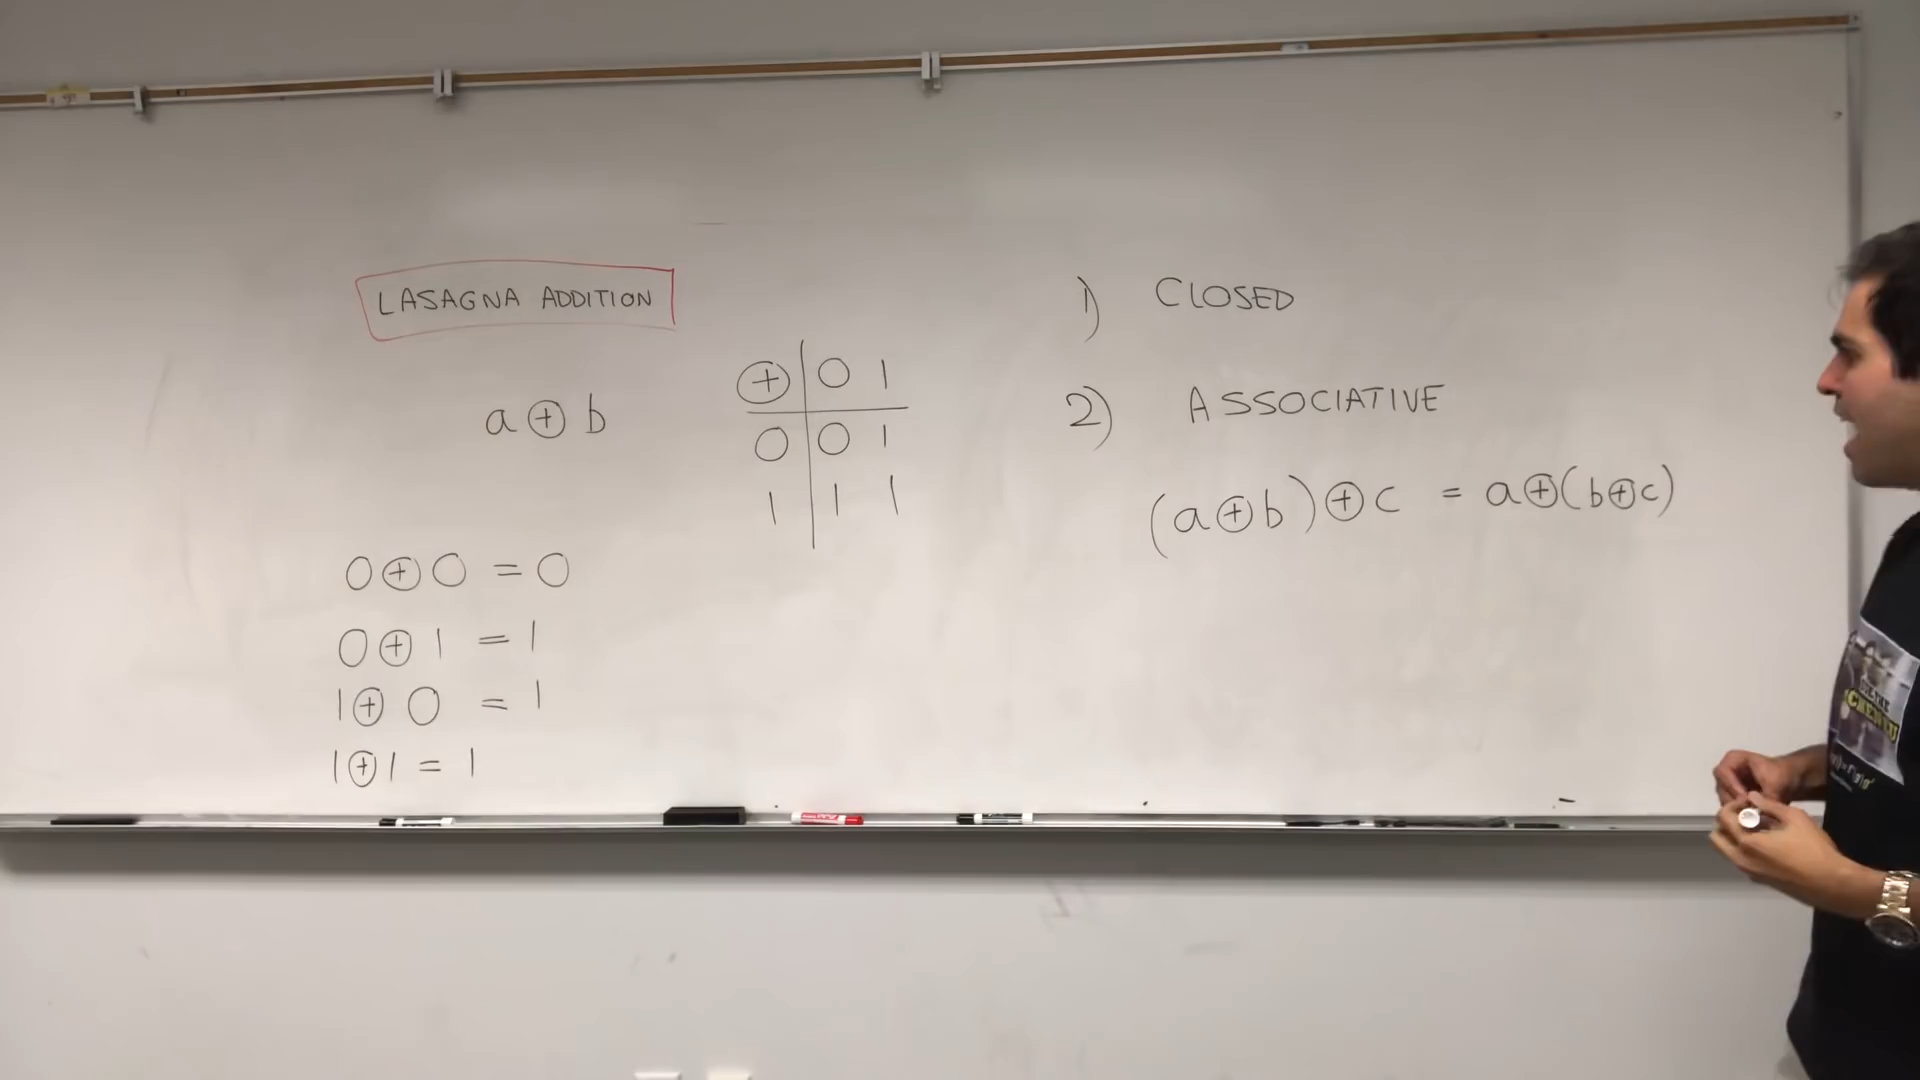 LASAGNA ADDITION
a ⊕ b
⊕ 0 1
0 0 1
1 1 1
0 ⊕ 0 = 0
0 ⊕ 1 = 1
1 ⊕ 0 = 1
1 ⊕ 1 = 1
1) CLOSED
2) ASSOCIATIVE
(a ⊕ b) ⊕ c = a ⊕ (b ⊕ c)